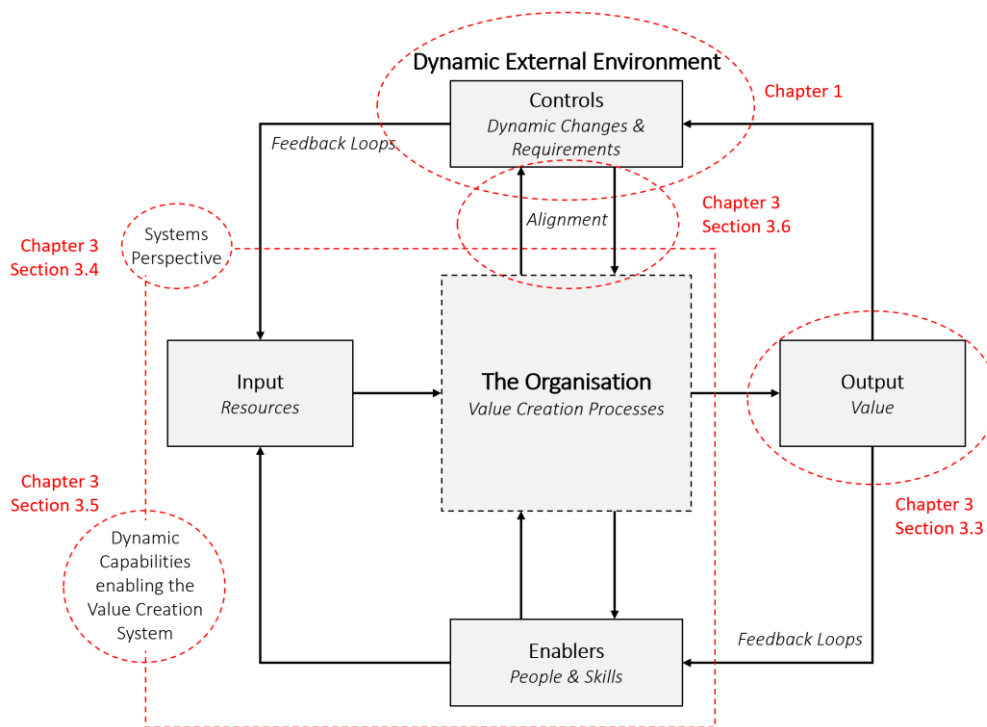 Dynamic External Environment
Controls
Dynamic Changes &
Requirements
Chapter 1
Feedback Loops
Alignment
Chapter 3
Section 3.6
Chapter 3
Section 3.4
Systems
Perspective
Input
Resources
The Organisation
Value Creation Processes
Output
Value
Chapter 3
Section 3.5
Chapter 3
Section 3.3
Dynamic
Capabilities
enabling the
Value Creation
System
Enablers
People & Skills
Feedback Loops